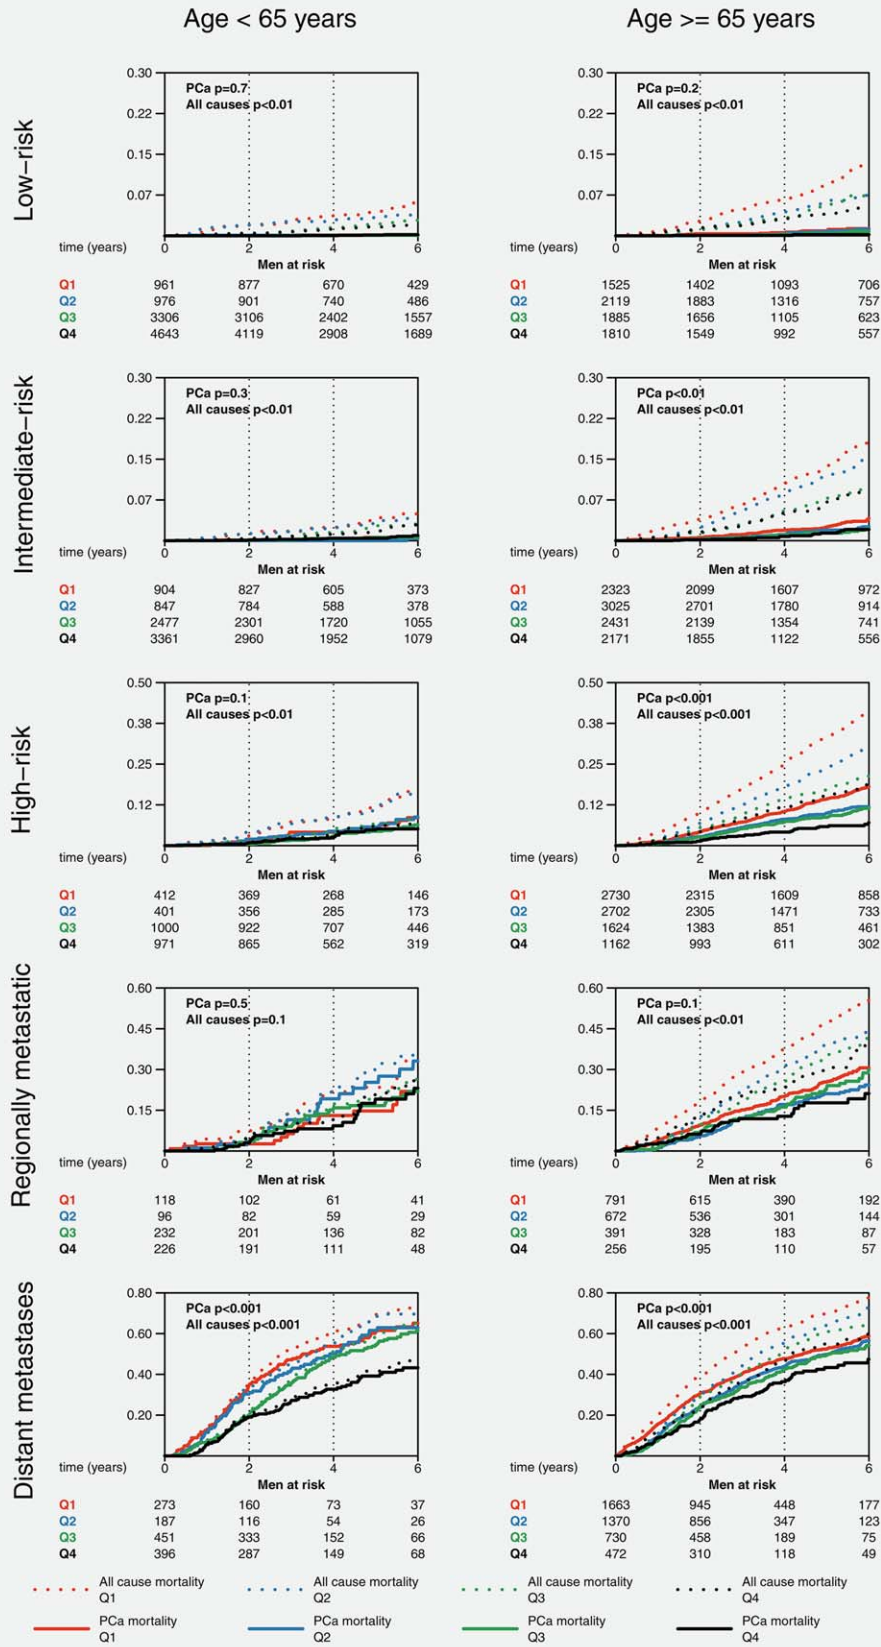 Age < 65 years
Age >= 65 years
Low–risk
0.30
0.22
0.15
0.07
PCa p=0.7
All causes p<0.01
time (years)
0 2 4 6
Men at risk
Q1 961 877 670 429
Q2 976 901 740 486
Q3 3306 3106 2402 1557
Q4 4643 4119 2908 1689
0.30
0.22
0.15
0.07
PCa p=0.2
All causes p<0.01
time (years)
0 2 4 6
Men at risk
Q1 1525 1402 1093 706
Q2 2119 1883 1316 757
Q3 1885 1656 1105 623
Q4 1810 1549 992 557
Intermediate–risk
0.30
0.22
0.15
0.07
PCa p=0.3
All causes p<0.01
time (years)
0 2 4 6
Men at risk
Q1 904 827 605 373
Q2 847 784 588 378
Q3 2477 2301 1720 1055
Q4 3361 2960 1952 1079
0.30
0.22
0.15
0.07
PCa p<0.01
All causes p<0.01
time (years)
0 2 4 6
Men at risk
Q1 2323 2099 1607 972
Q2 3025 2701 1780 914
Q3 2431 2139 1354 741
Q4 2171 1855 1122 556
High–risk
0.50
0.38
0.25
0.12
PCa p=0.1
All causes p<0.01
time (years)
0 2 4 6
Men at risk
Q1 412 369 268 146
Q2 401 356 285 173
Q3 1000 922 707 446
Q4 971 865 562 319
0.50
0.38
0.25
0.12
PCa p<0.001
All causes p<0.001
time (years)
0 2 4 6
Men at risk
Q1 2730 2315 1609 858
Q2 2702 2305 1471 733
Q3 1624 1383 851 461
Q4 1162 993 611 302
Regionally metastatic
0.60
0.45
0.30
0.15
PCa p=0.5
All causes p=0.1
time (years)
0 2 4 6
Men at risk
Q1 118 102 61 41
Q2 96 82 59 29
Q3 232 201 136 82
Q4 226 191 111 48
0.60
0.45
0.30
0.15
PCa p=0.1
All causes p<0.01
time (years)
0 2 4 6
Men at risk
Q1 791 615 390 192
Q2 672 536 301 144
Q3 391 328 183 87
Q4 256 195 110 57
Distant metastases
0.80
0.60
0.40
0.20
PCa p<0.001
All causes p<0.001
time (years)
0 2 4 6
Men at risk
Q1 273 160 73 37
Q2 187 116 54 26
Q3 451 333 152 66
Q4 396 287 149 68
0.80
0.60
0.40
0.20
PCa p<0.001
All causes p<0.001
time (years)
0 2 4 6
Men at risk
Q1 1663 945 448 177
Q2 1370 856 347 123
Q3 730 458 189 75
Q4 472 310 118 49
All cause mortality
Q1
All cause mortality
Q2
All cause mortality
Q3
All cause mortality
Q4
PCa mortality
Q1
PCa mortality
Q2
PCa mortality
Q3
PCa mortality
Q4